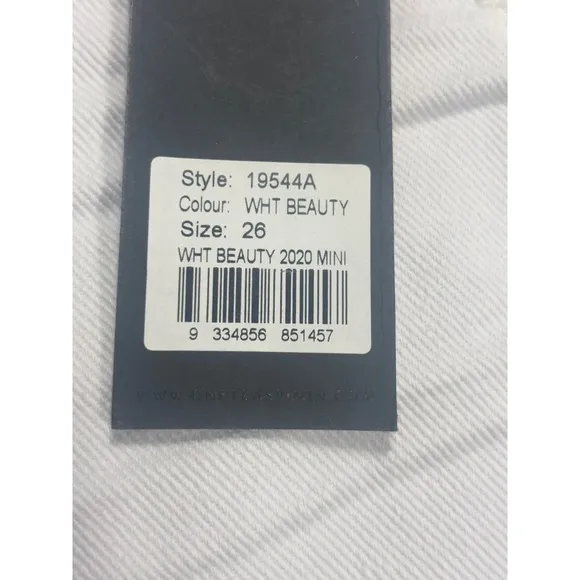 Style: 19544A
Colour: WHT BEAUTY
Size: 26
WHT BEAUTY 2020 MINI
9 334856 851457